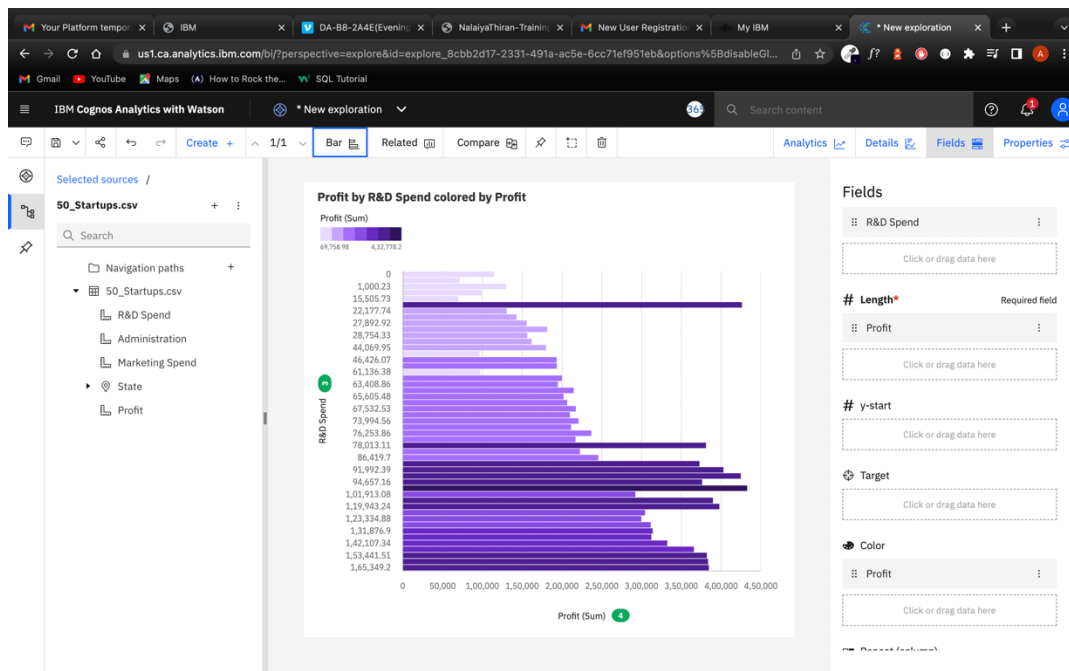 Your Platform tempor
IBM
DA-B8-2A4E(Evening
NalaiyaThiran-Training
New User Registration
My IBM
* New exploration
us1.ca.analytics.ibm.com/bi/?perspective=explore&id=explore_8cbb2d17-2331-491a-ac5e-6cc71ef951eb&options%5BdisableGl...
Gmail
YouTube
Maps
(A) How to Rock the...
SQL Tutorial
IBM Cognos Analytics with Watson
* New exploration
365
Search content
1
Create +
1/1
Bar
Related
Compare
Analytics
Details
Fields
Properties
Selected sources /
50_Startups.csv
Search
Navigation paths
50_Startups.csv
R&D Spend
Administration
Marketing Spend
State
Profit
Profit by R&D Spend colored by Profit
Profit (Sum)
69,758.98 4,32,778.2
R&D Spend 3
0
1,000.23
15,505.73
22,177.74
27,892.92
28,754.33
44,069.95
46,426.07
61,136.38
63,408.86
65,605.48
67,532.53
73,994.56
76,253.86
78,013.11
86,419.7
91,992.39
94,657.16
1,01,913.08
1,19,943.24
1,23,334.88
1,31,876.9
1,42,107.34
1,53,441.51
1,65,349.2
0 50,000 1,00,000 1,50,000 2,00,000 2,50,000 3,00,000 3,50,000 4,00,000 4,50,000
Profit (Sum) 4
Fields
R&D Spend
Click or drag data here
# Length* Required field
Profit
Click or drag data here
# y-start
Click or drag data here
Target
Click or drag data here
Color
Profit
Click or drag data here
Repeat (column)